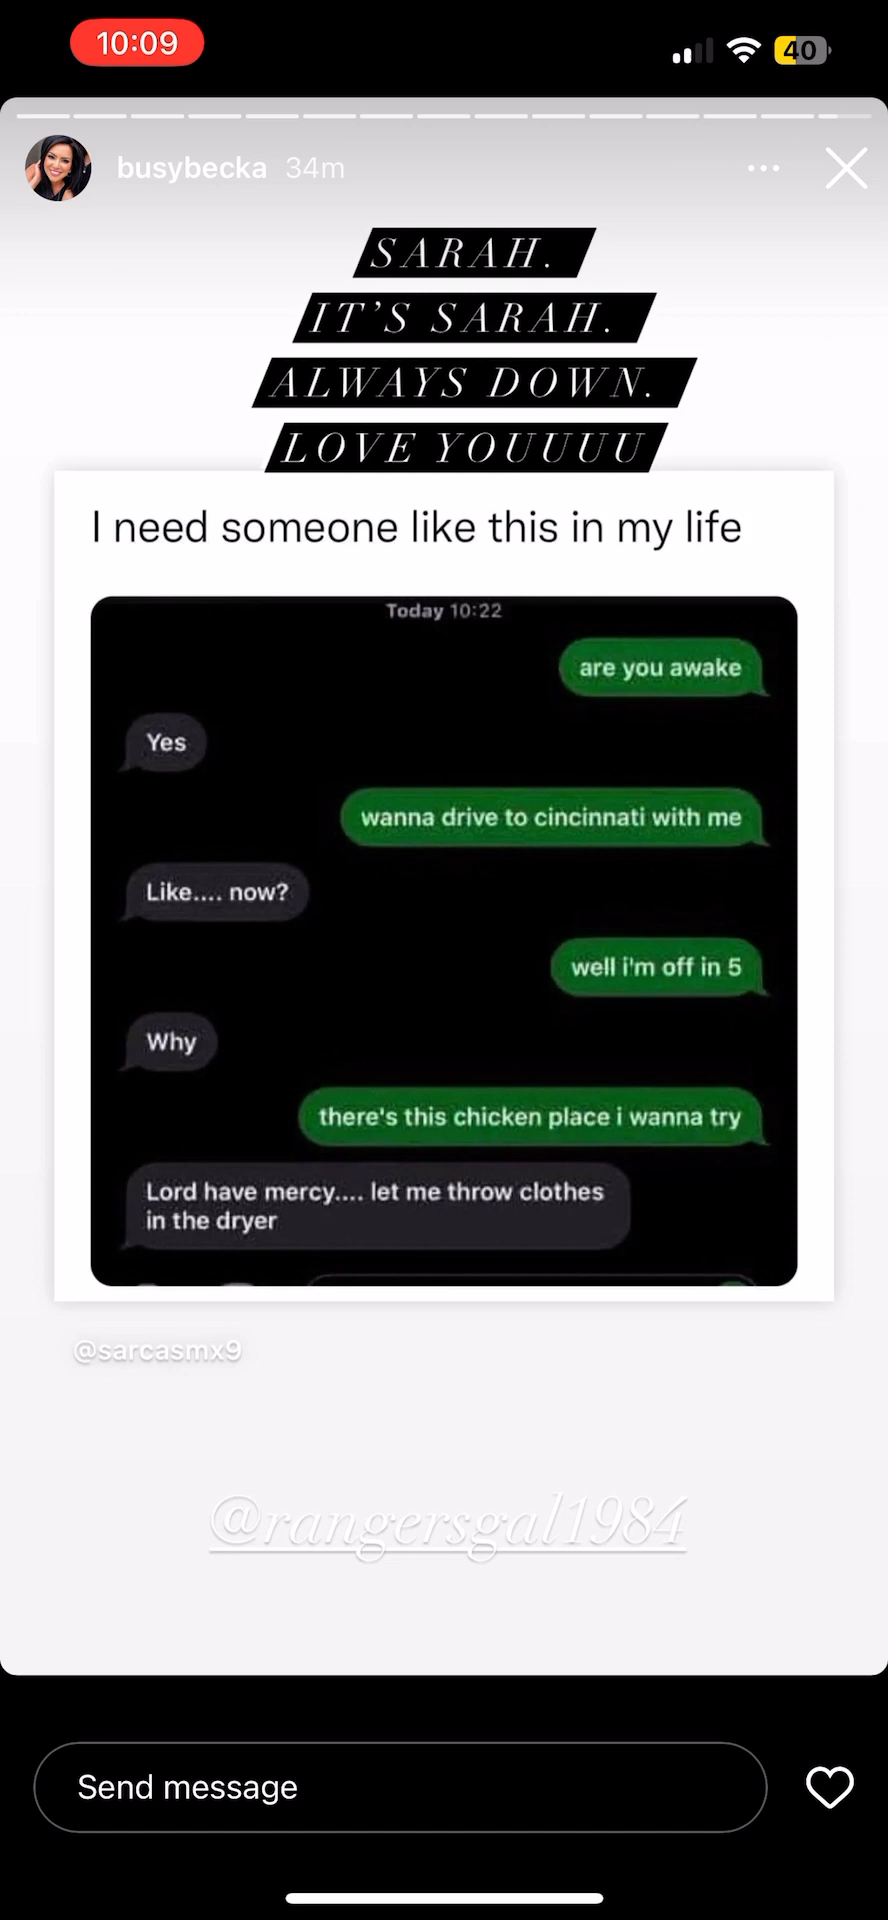 10:09
40
busybecka 34m
SARAH.
IT'S SARAH.
ALWAYS DOWN.
LOVE YOUUUU
I need someone like this in my life
Today 10:22
are you awake
Yes
wanna drive to cincinnati with me
Like.... now?
well i'm off in 5
Why
there's this chicken place i wanna try
Lord have mercy.... let me throw clothes
in the dryer
@sarcasmx9
@rangersgal1984
Send message